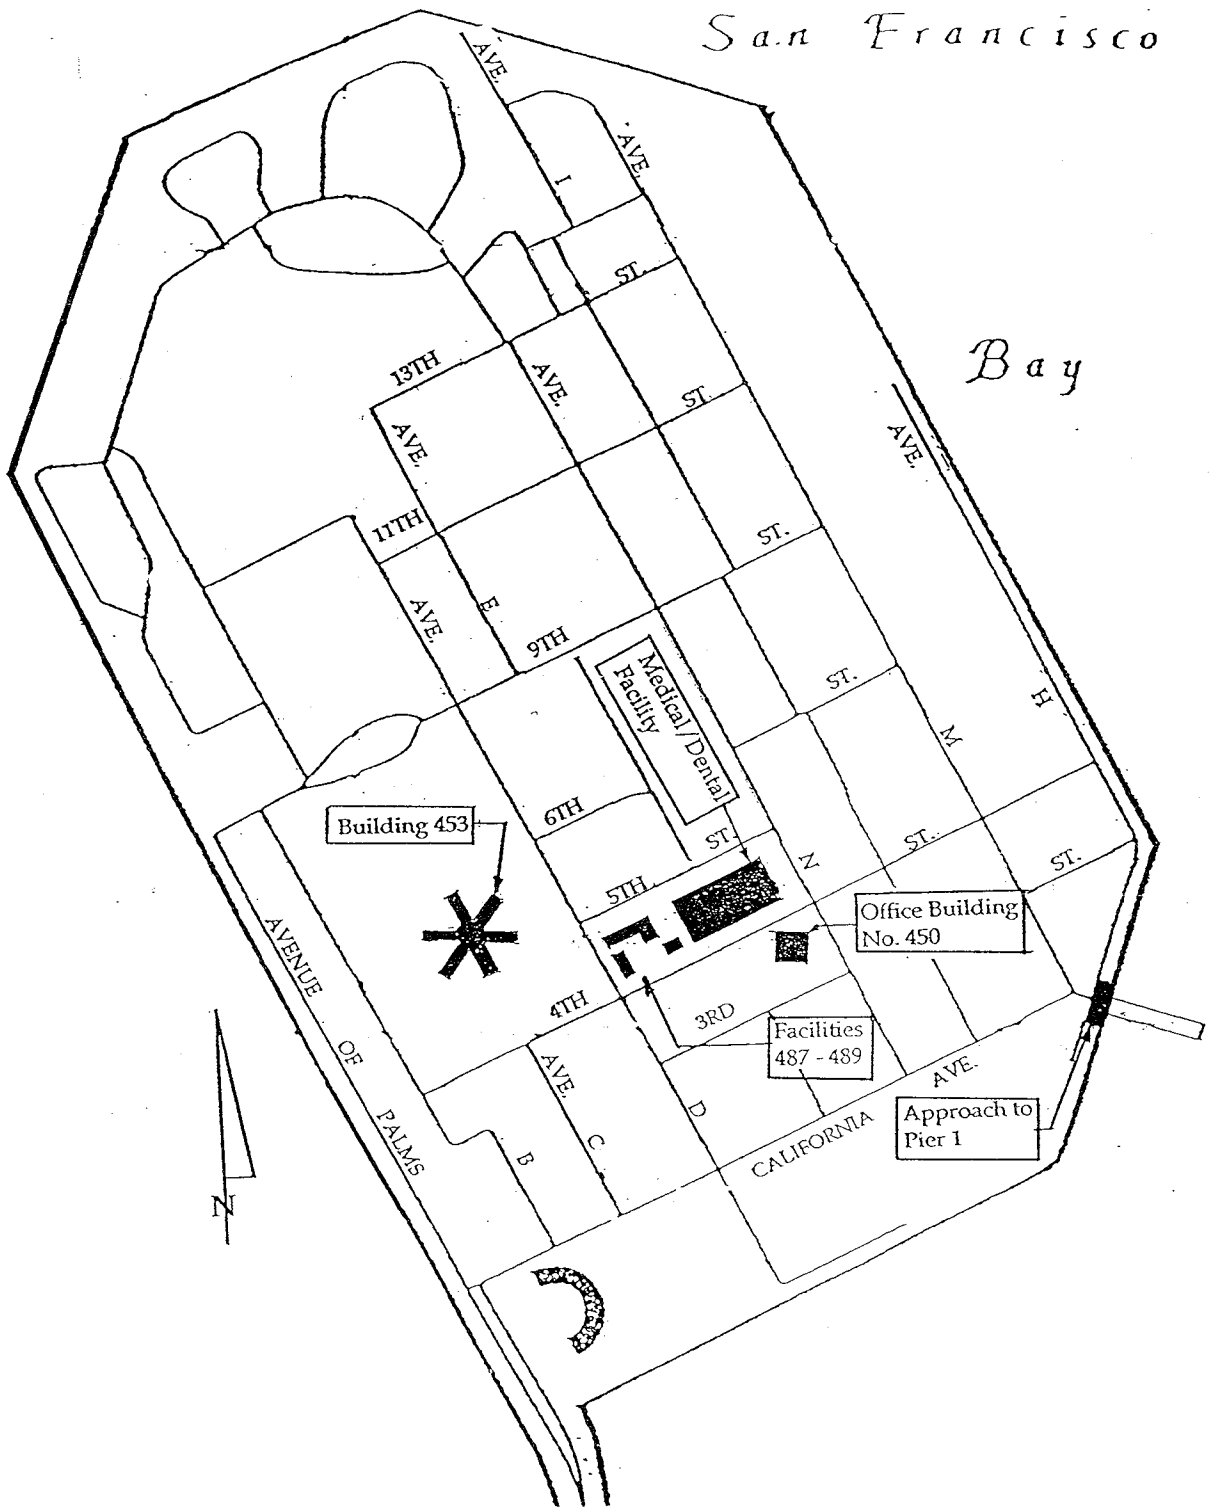 San Francisco
AVE.
AVE.
I
ST.
Bay
13TH
AVE.
ST.
AVE.
AVE.
11TH
ST.
E
AVE.
9TH
Medical/Dental
Facility
ST.
H
M
6TH
Building 453
ST.
ST.
N
ST.
5TH
Office Building
No. 450
AVENUE
OF
PALMS
4TH
3RD
Facilities
487 - 489
AVE.
AVE.
D
CALIFORNIA
Approach to
Pier 1
C
B
N